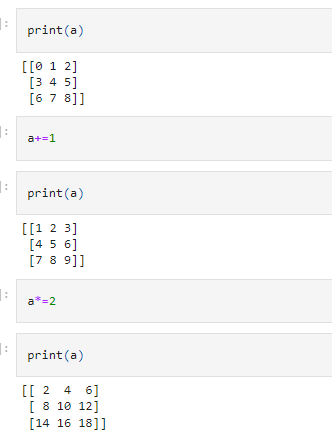 ]:
print(a)
[[0 1 2]
 [3 4 5]
 [6 7 8]]
]:
a+=1
]:
print(a)
[[1 2 3]
 [4 5 6]
 [7 8 9]]
]:
a*=2
]:
print(a)
[[ 2  4  6]
 [ 8 10 12]
 [14 16 18]]